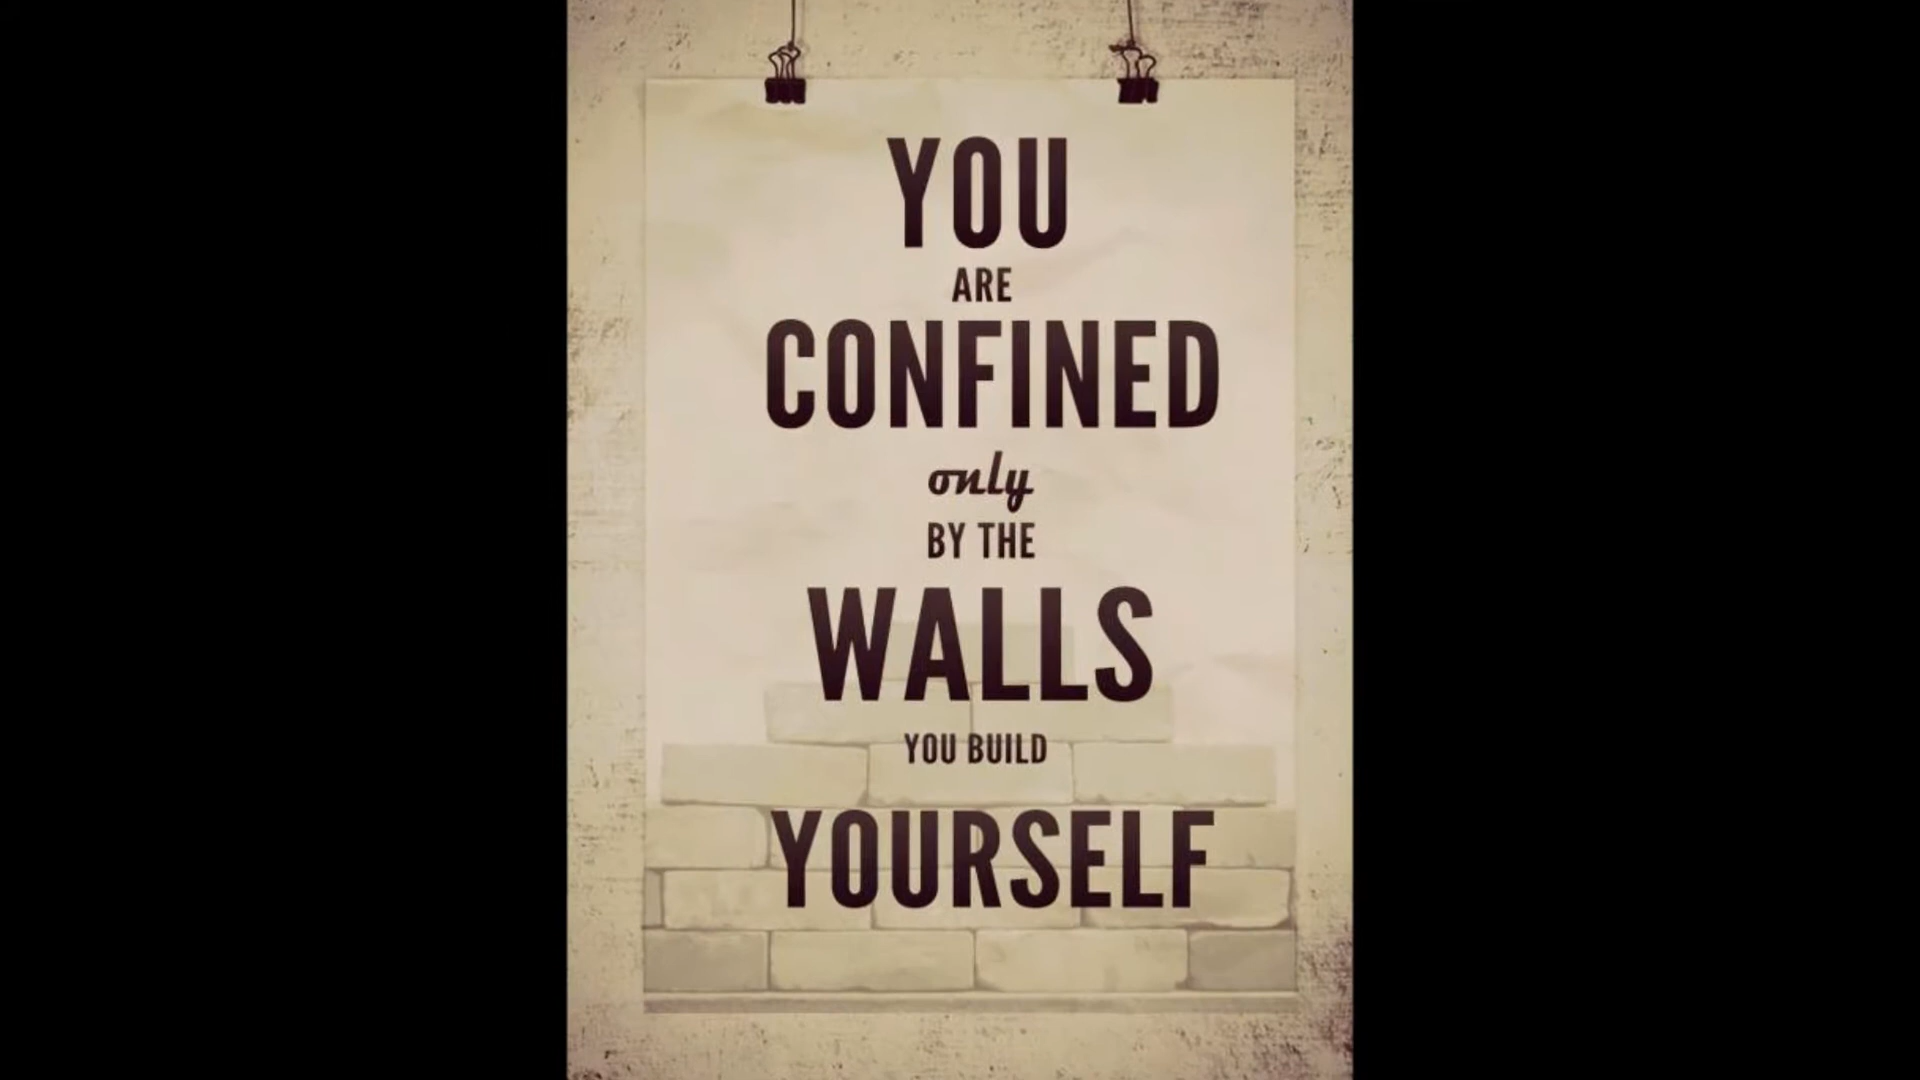 YOU
ARE
CONFINED
only
BY THE
WALLS
YOU BUILD
YOURSELF